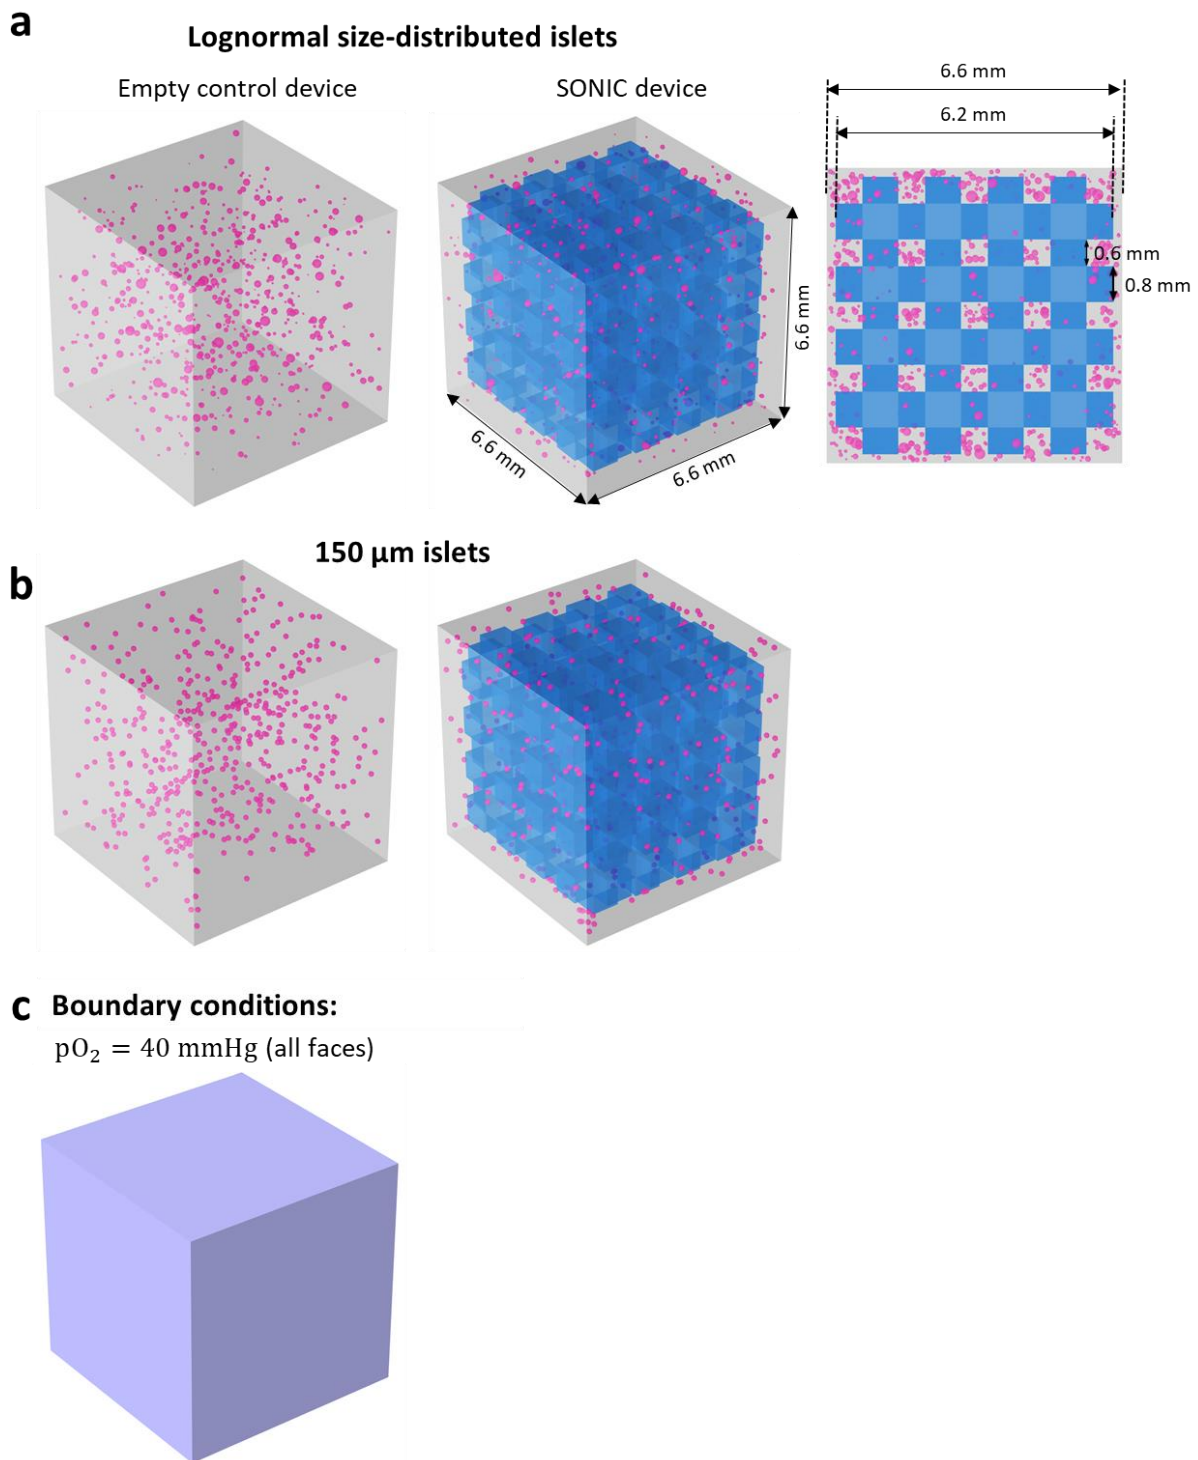 a
Lognormal size-distributed islets
Empty control device
SONIC device
6.6 mm
6.2 mm
0.6 mm
0.8 mm
6.6 mm
6.6 mm
6.6 mm
b
150 µm islets
c Boundary conditions:
pO₂ = 40 mmHg (all faces)